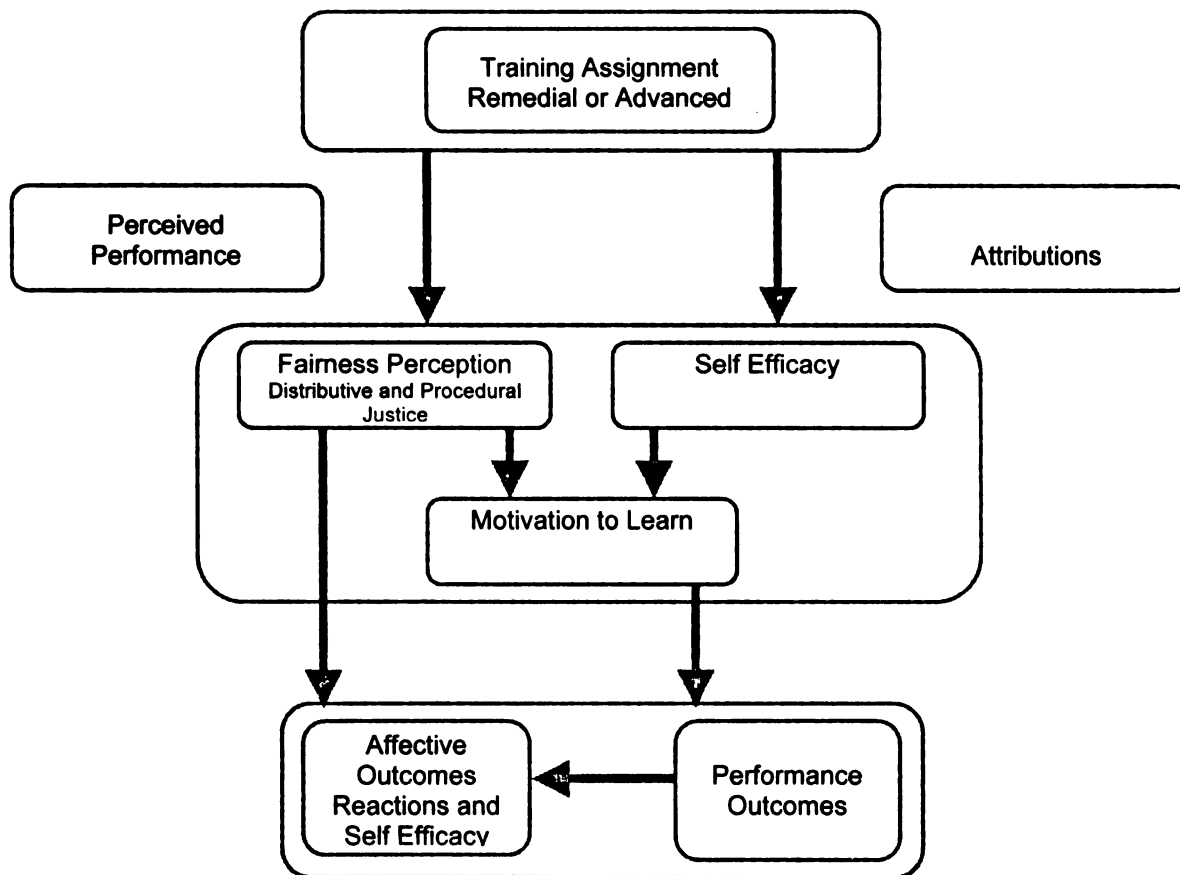 Training Assignment
Remedial or Advanced
Perceived
Performance
Attributions
Fairness Perception
Distributive and Procedural
Justice
Self Efficacy
Motivation to Learn
Affective
Outcomes
Reactions and
Self Efficacy
Performance
Outcomes